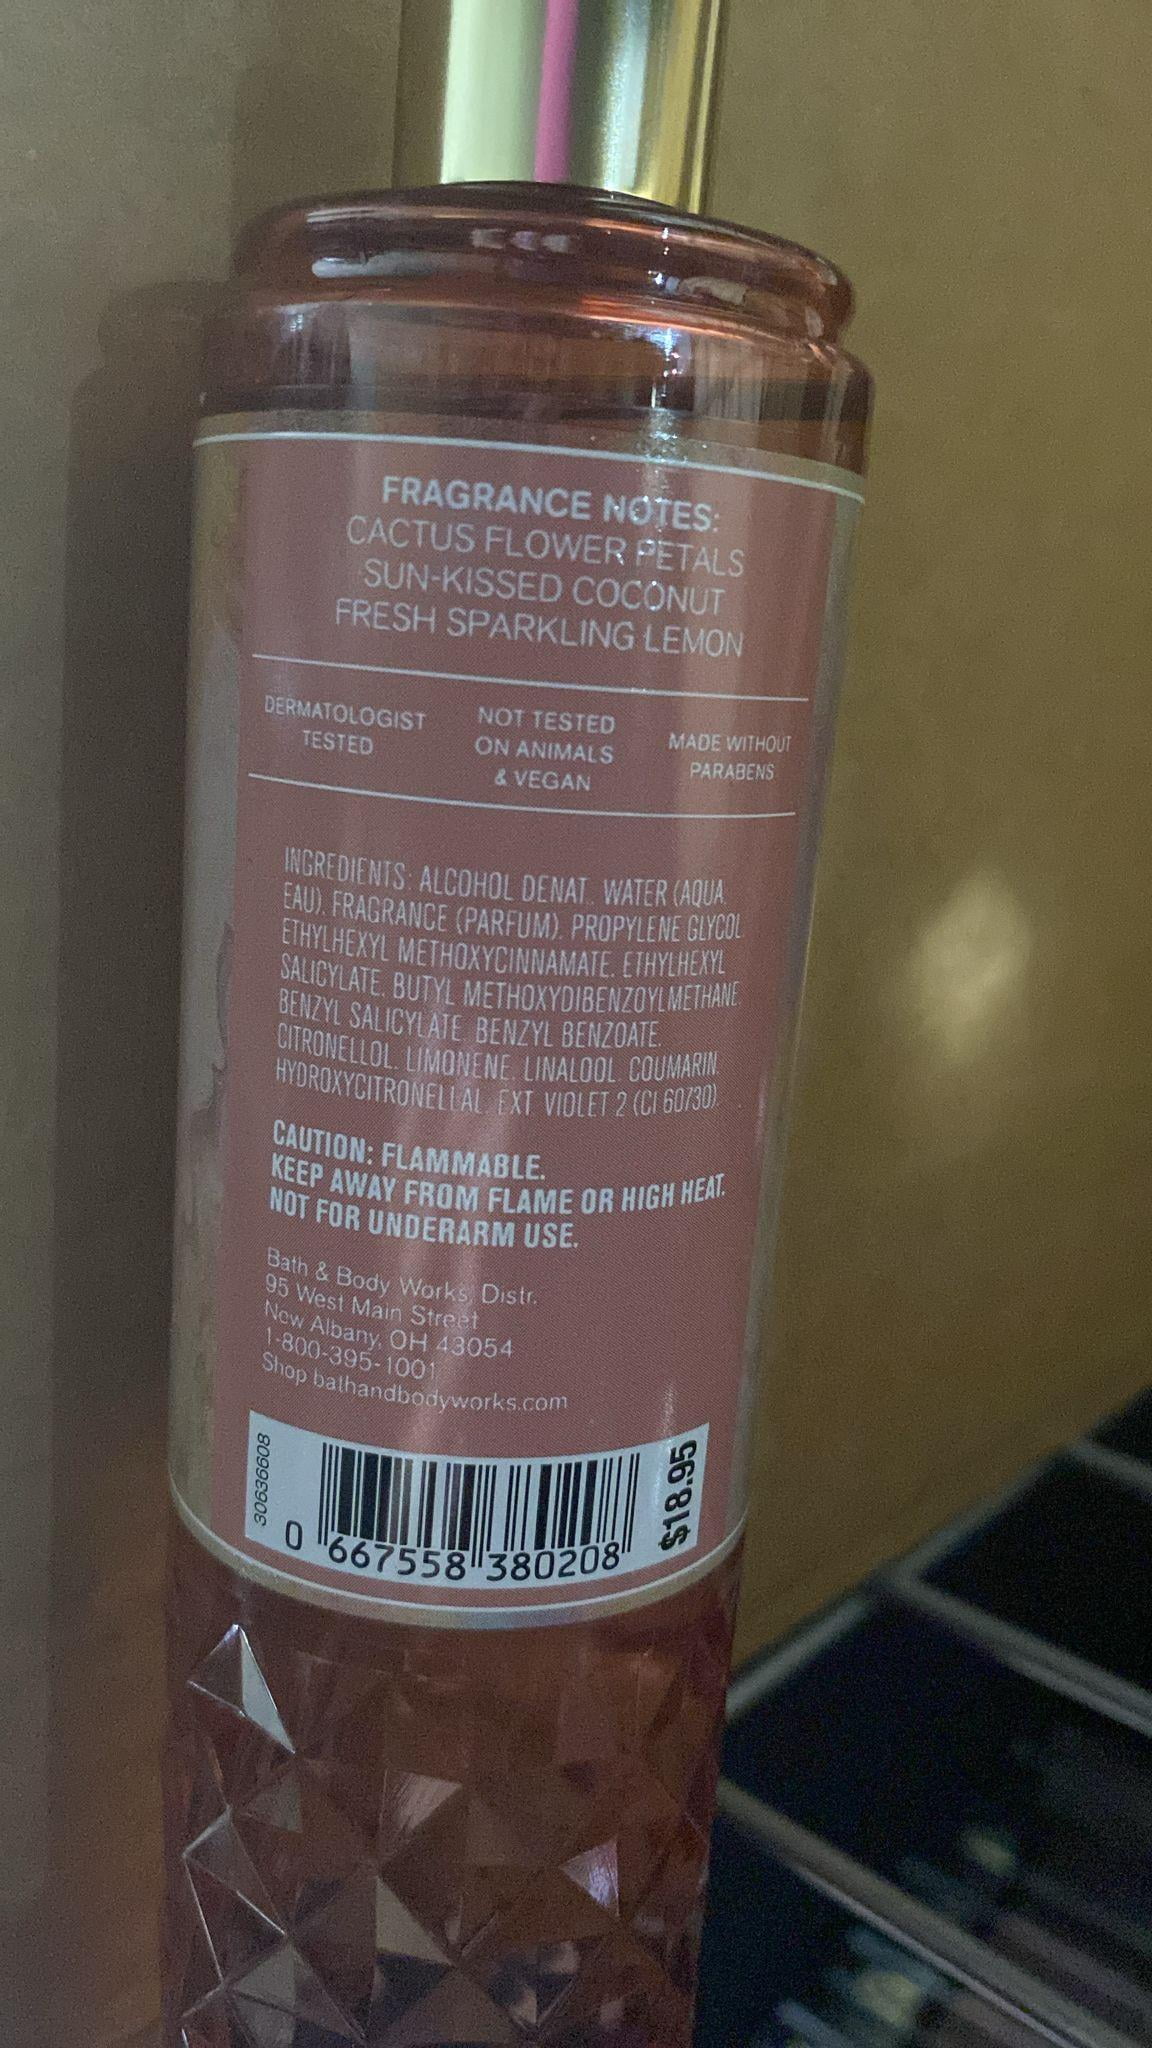 FRAGRANCE NOTES:
CACTUS FLOWER PETALS
SUN-KISSED COCONUT
FRESH SPARKLING LEMON
DERMATOLOGIST
TESTED
NOT TESTED
ON ANIMALS
& VEGAN
MADE WITHOUT
PARABENS
INGREDIENTS: ALCOHOL DENAT., WATER (AQUA,
EAU), FRAGRANCE (PARFUM), PROPYLENE GLYCOL,
ETHYLHEXYL METHOXYCINNAMATE, ETHYLHEXYL
SALICYLATE, BUTYL METHOXYDIBENZOYLMETHANE,
BENZYL SALICYLATE, BENZYL BENZOATE,
CITRONELLOL, LIMONENE, LINALOOL, COUMARIN,
HYDROXYCITRONELLAL, EXT. VIOLET 2 (CI 60730).
CAUTION: FLAMMABLE.
KEEP AWAY FROM FLAME OR HIGH HEAT.
NOT FOR UNDERARM USE.
Bath & Body Works, Distr.
95 West Main Street
New Albany, OH 43054
1-800-395-1001
Shop bathandbodyworks.com
30636608
0 667558 380208
$18.95